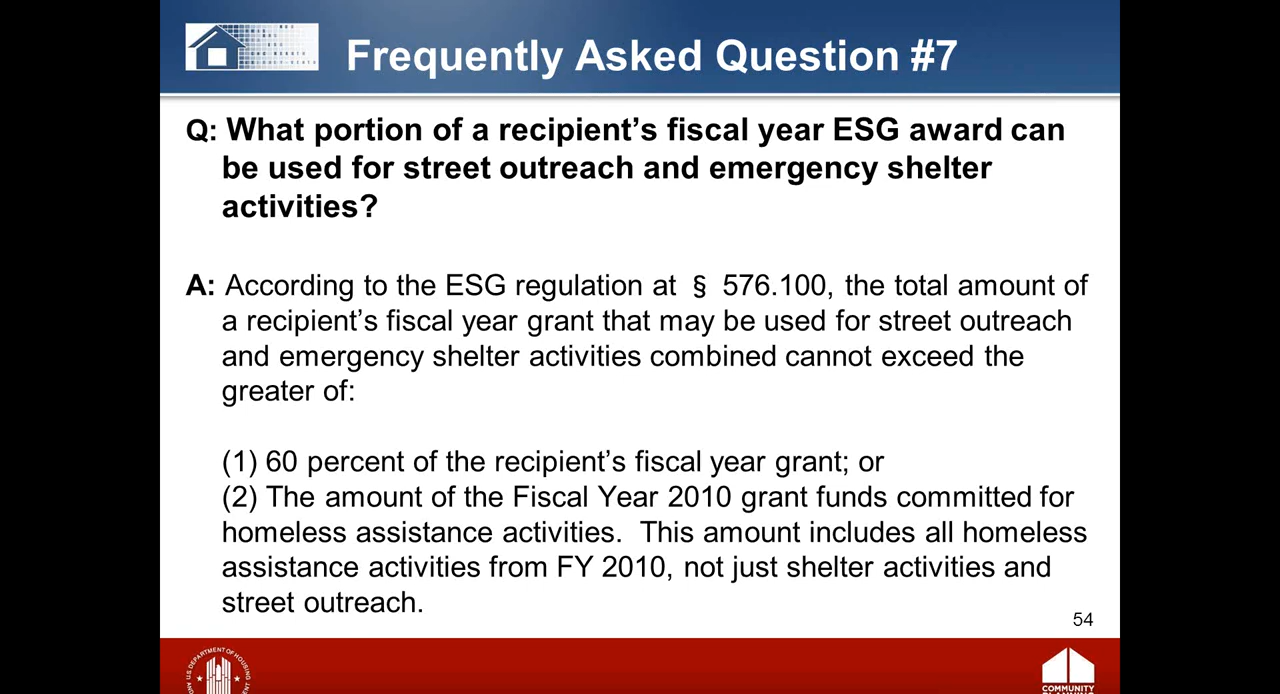 Frequently Asked Question #7
Q: What portion of a recipient’s fiscal year ESG award can
be used for street outreach and emergency shelter
activities?
A: According to the ESG regulation at § 576.100, the total amount of
a recipient’s fiscal year grant that may be used for street outreach
and emergency shelter activities combined cannot exceed the
greater of:
(1) 60 percent of the recipient’s fiscal year grant; or
(2) The amount of the Fiscal Year 2010 grant funds committed for
homeless assistance activities. This amount includes all homeless
assistance activities from FY 2010, not just shelter activities and
street outreach.
54
U.S. DEPARTMENT OF HOUSING
COMMUNITY